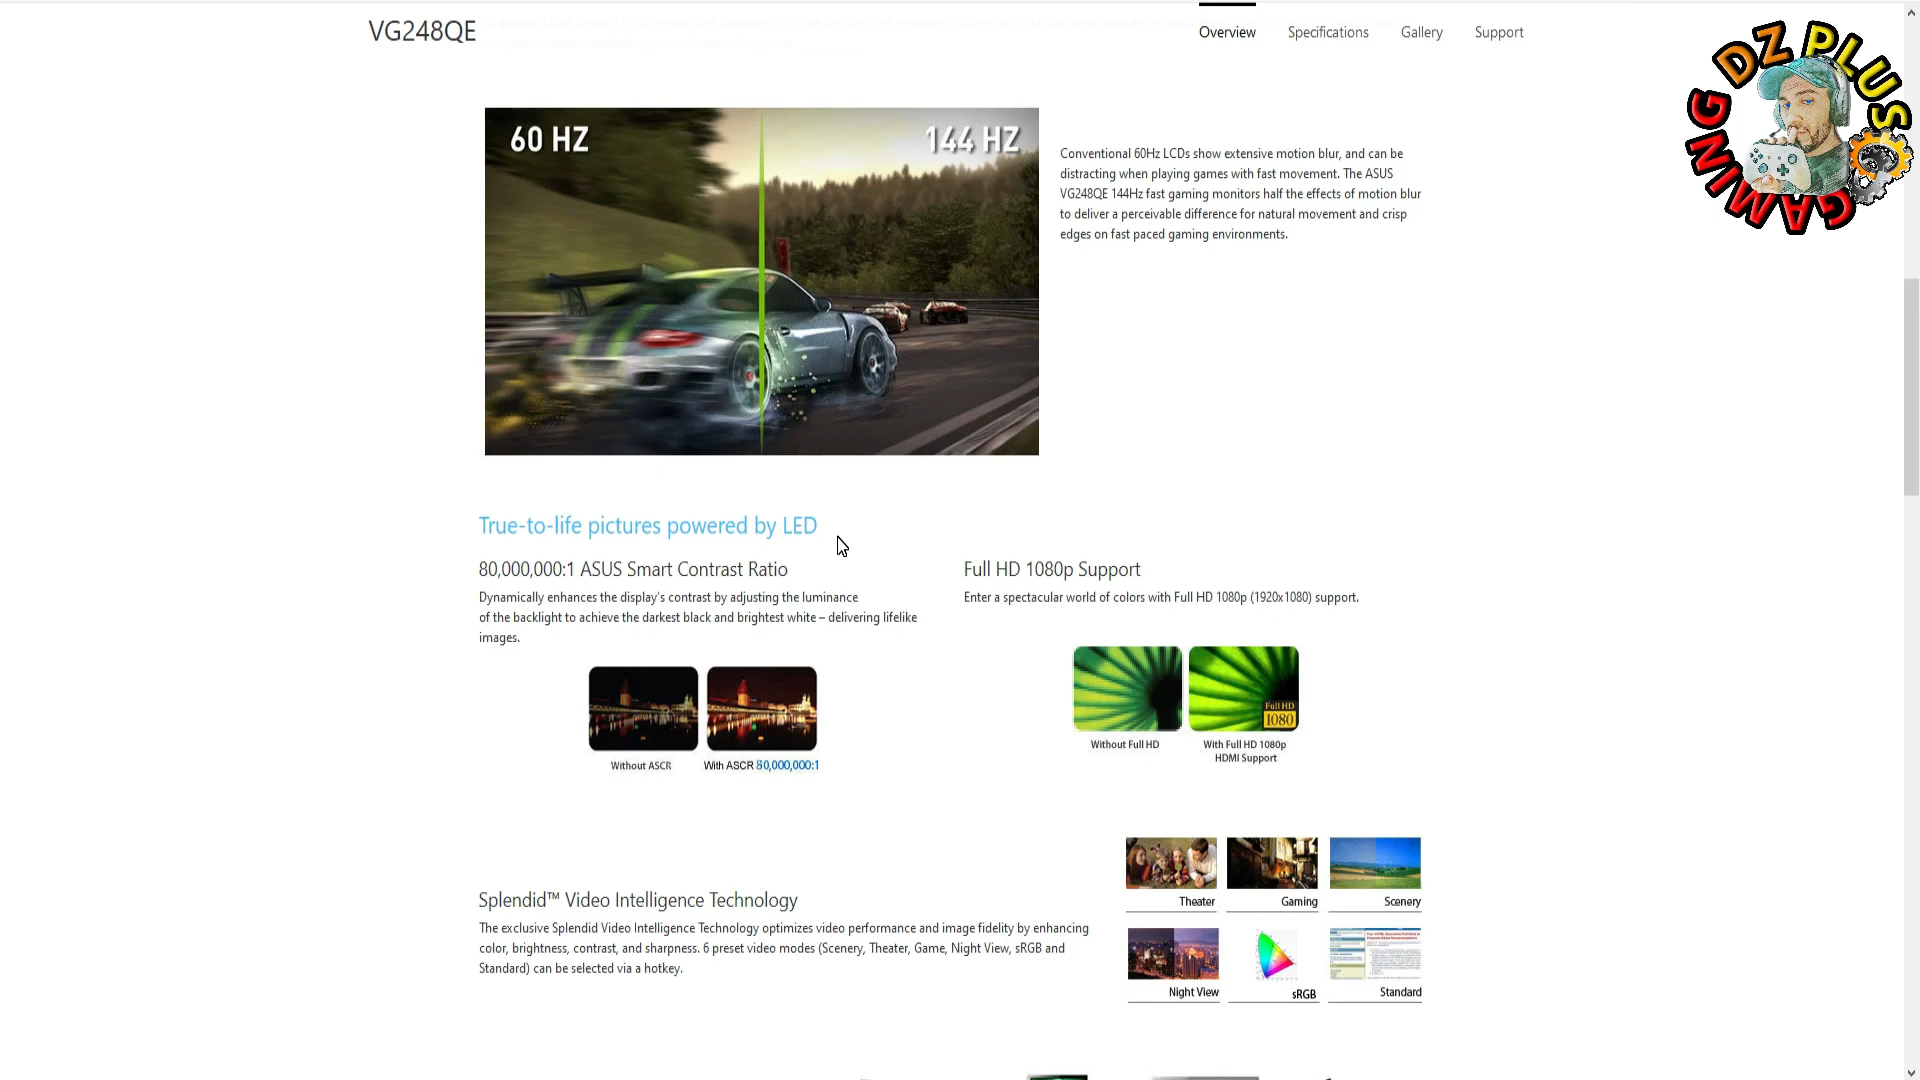 VG248QE
Overview
Specifications
Gallery
Support
GAMING DZ PLUS
60 HZ
144 HZ
Conventional 60Hz LCDs show extensive motion blur, and can be
distracting when playing games with fast movement. The ASUS
VG248QE 144Hz fast gaming monitors half the effects of motion blur
to deliver a perceivable difference for natural movement and crisp
edges on fast paced gaming environments.
True-to-life pictures powered by LED
80,000,000:1 ASUS Smart Contrast Ratio
Dynamically enhances the display's contrast by adjusting the luminance
of the backlight to achieve the darkest black and brightest white – delivering lifelike
images.
Without ASCR
With ASCR 80,000,000:1
Full HD 1080p Support
Enter a spectacular world of colors with Full HD 1080p (1920x1080) support.
Full HD
1080
Without Full HD
With Full HD 1080p
HDMI Support
Splendid™ Video Intelligence Technology
The exclusive Splendid Video Intelligence Technology optimizes video performance and image fidelity by enhancing
color, brightness, contrast, and sharpness. 6 preset video modes (Scenery, Theater, Game, Night View, sRGB and
Standard) can be selected via a hotkey.
Theater
Gaming
Scenery
Night View
sRGB
Standard